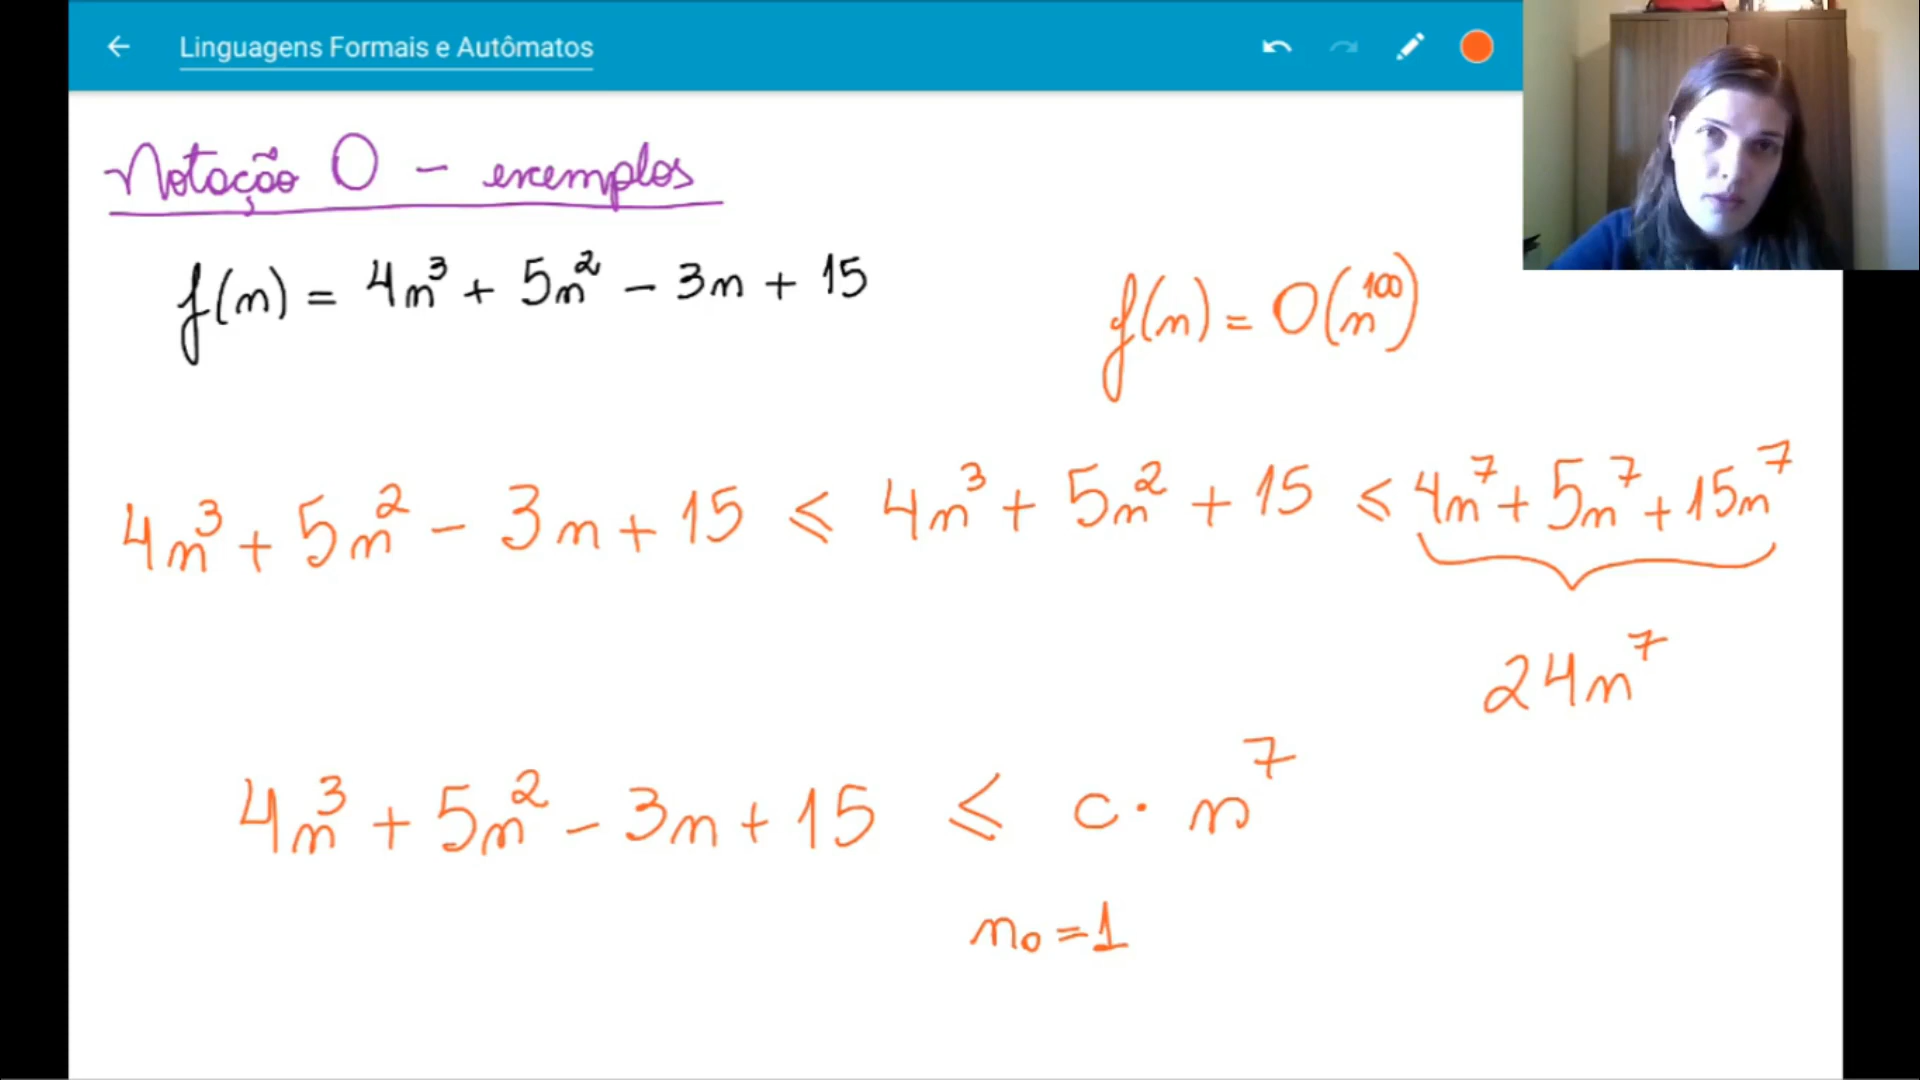 Linguagens Formais e Autômatos
Notação O - exemplos
f(n) = 4n³ + 5n² - 3n + 15
f(n) = O(n¹⁰⁰)
4n³ + 5n² - 3n + 15 ≤ 4n³ + 5n² + 15 ≤ 4n⁷ + 5n⁷ + 15n⁷
24n⁷
4n³ + 5n² - 3n + 15 ≤ c · n⁷
n₀ = 1